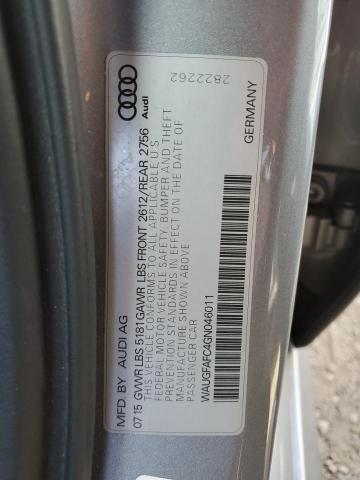 2822262
Audi
GERMANY
MFD. BY AUDI AG
07 15 GVWR LBS 5181 GAWR LBS FRONT 2612 / REAR 2756
THIS VEHICLE CONFORMS TO ALL APPLICABLE U S
FEDERAL MOTOR VEHICLE SAFETY, BUMPER AND THEFT
PREVENTION STANDARDS IN EFFECT ON THE DATE OF
MANUFACTURE SHOWN ABOVE
PASSENGER CAR
WAUGFAFC4GN046011